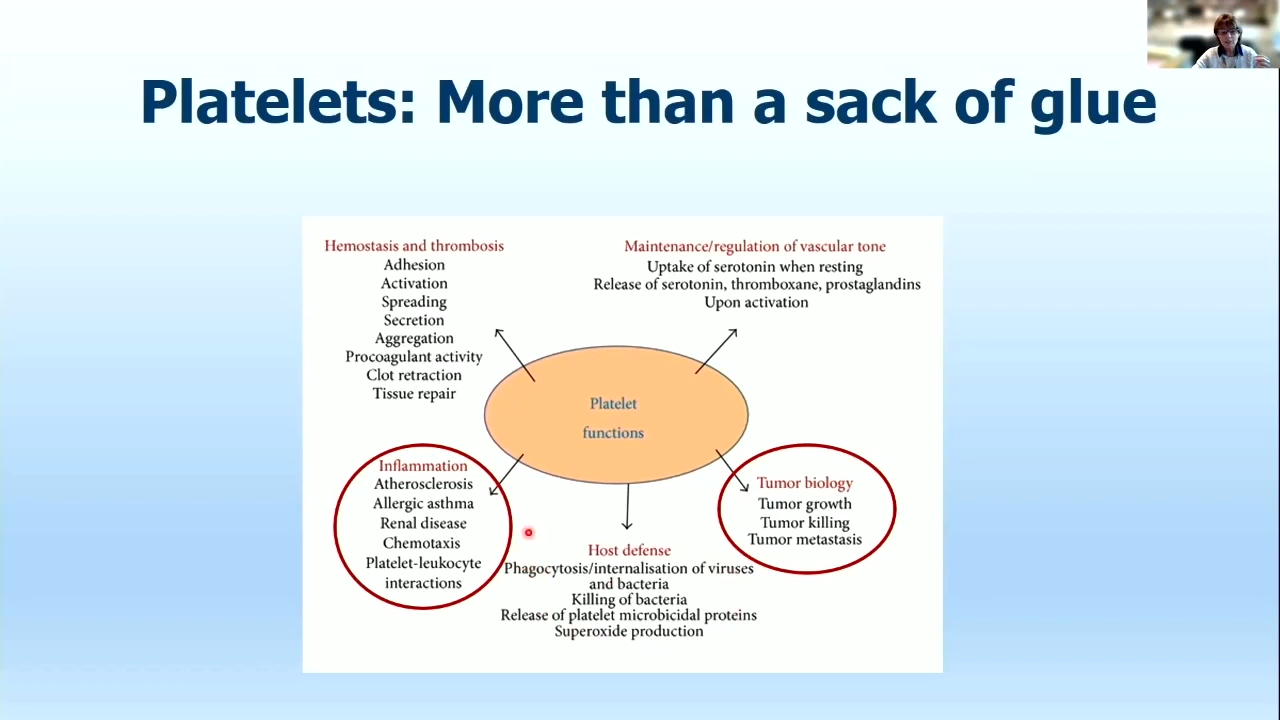 Platelets: More than a sack of glue
Hemostasis and thrombosis
Adhesion
Activation
Spreading
Secretion
Aggregation
Procoagulant activity
Clot retraction
Tissue repair
Maintenance/regulation of vascular tone
Uptake of serotonin when resting
Release of serotonin, thromboxane, prostaglandins
Upon activation
Platelet
functions
Inflammation
Atherosclerosis
Allergic asthma
Renal disease
Chemotaxis
Platelet-leukocyte
interactions
Host defense
Phagocytosis/internalisation of viruses
and bacteria
Killing of bacteria
Release of platelet microbicidal proteins
Superoxide production
Tumor biology
Tumor growth
Tumor killing
Tumor metastasis